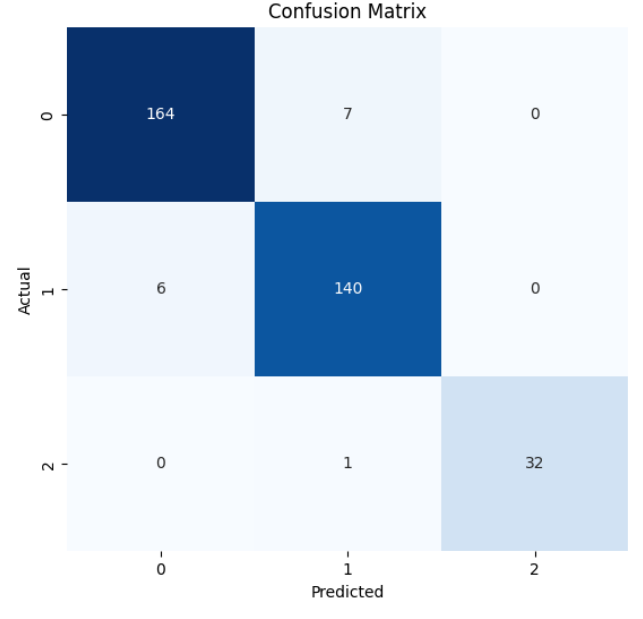 Confusion Matrix
0 164 7 0
1 6 140 0
2 0 1 32
Actual
0 1 2
Predicted